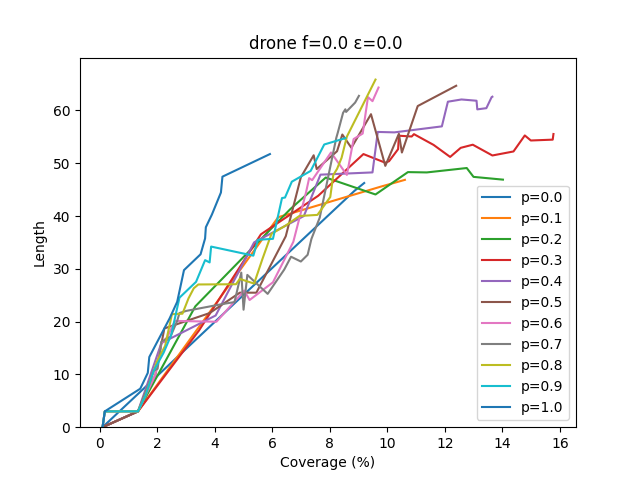 drone f=0.0 ε=0.0
60
50
40
30
20
10
0
Length
0 2 4 6 8 10 12 14 16
Coverage (%)
p=0.0
p=0.1
p=0.2
p=0.3
p=0.4
p=0.5
p=0.6
p=0.7
p=0.8
p=0.9
p=1.0